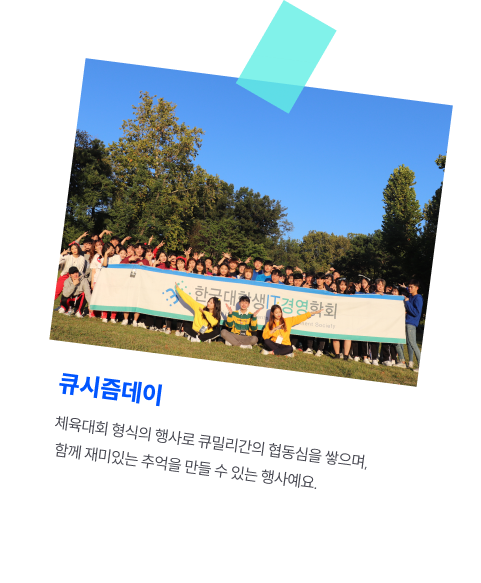 한국대학생IT경영학회
큐시즘데이
체육대회 형식의 행사로 큐밀리간의 협동심을 쌓으며,
함께 재미있는 추억을 만들 수 있는 행사예요.